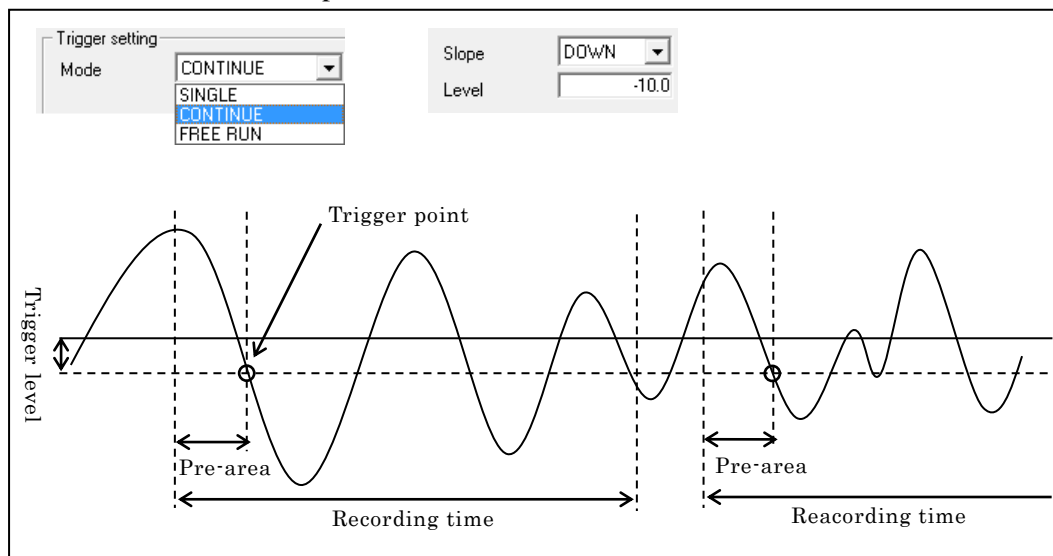 Trigger setting
Mode CONTINUE
SINGLE
CONTINUE
FREE RUN
Slope DOWN
Level -10.0
Trigger point
Trigger level
Pre-area
Pre-area
Recording time
Reacording time